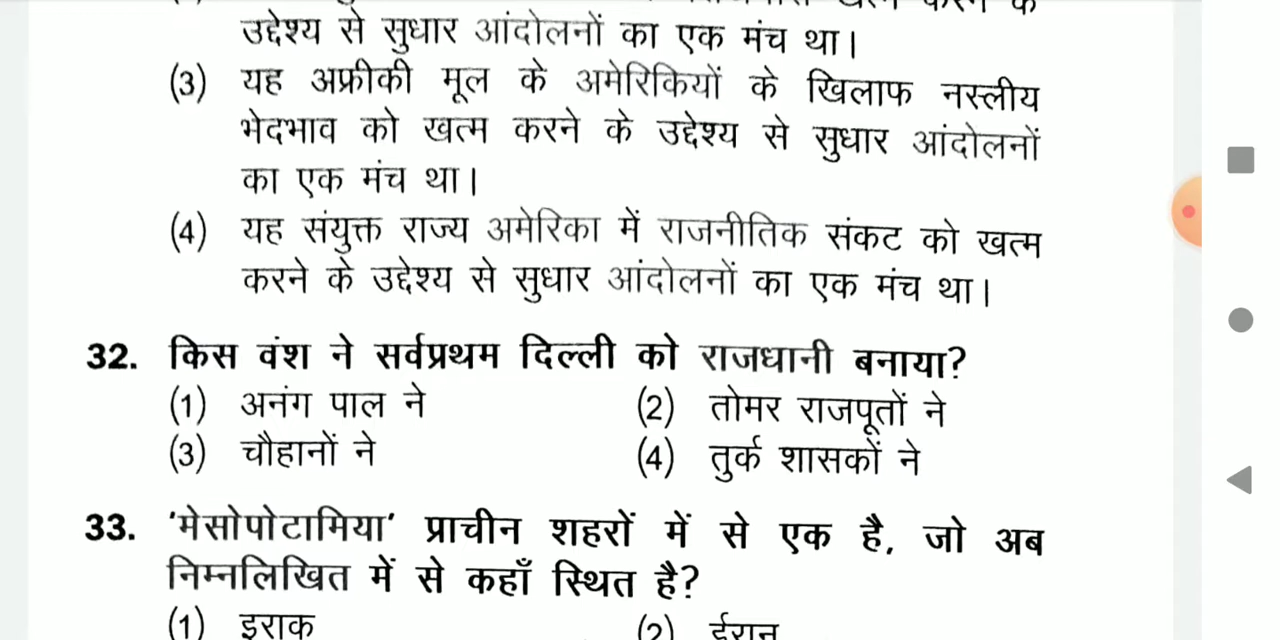 उद्देश्य से सुधार आंदोलनों का एक मंच था।
(3) यह अफ्रीकी मूल के अमेरिकियों के खिलाफ नस्लीय
भेदभाव को खत्म करने के उद्देश्य से सुधार आंदोलनों
का एक मंच था।
(4) यह संयुक्त राज्य अमेरिका में राजनीतिक संकट को खत्म
करने के उद्देश्य से सुधार आंदोलनों का एक मंच था।
32. किस वंश ने सर्वप्रथम दिल्ली को राजधानी बनाया?
(1) अनंग पाल ने (2) तोमर राजपूतों ने
(3) चौहानों ने (4) तुर्क शासकों ने
33. 'मेसोपोटामिया' प्राचीन शहरों में से एक है, जो अब
निम्नलिखित में से कहाँ स्थित है?
(1) इराक (2) ईरान